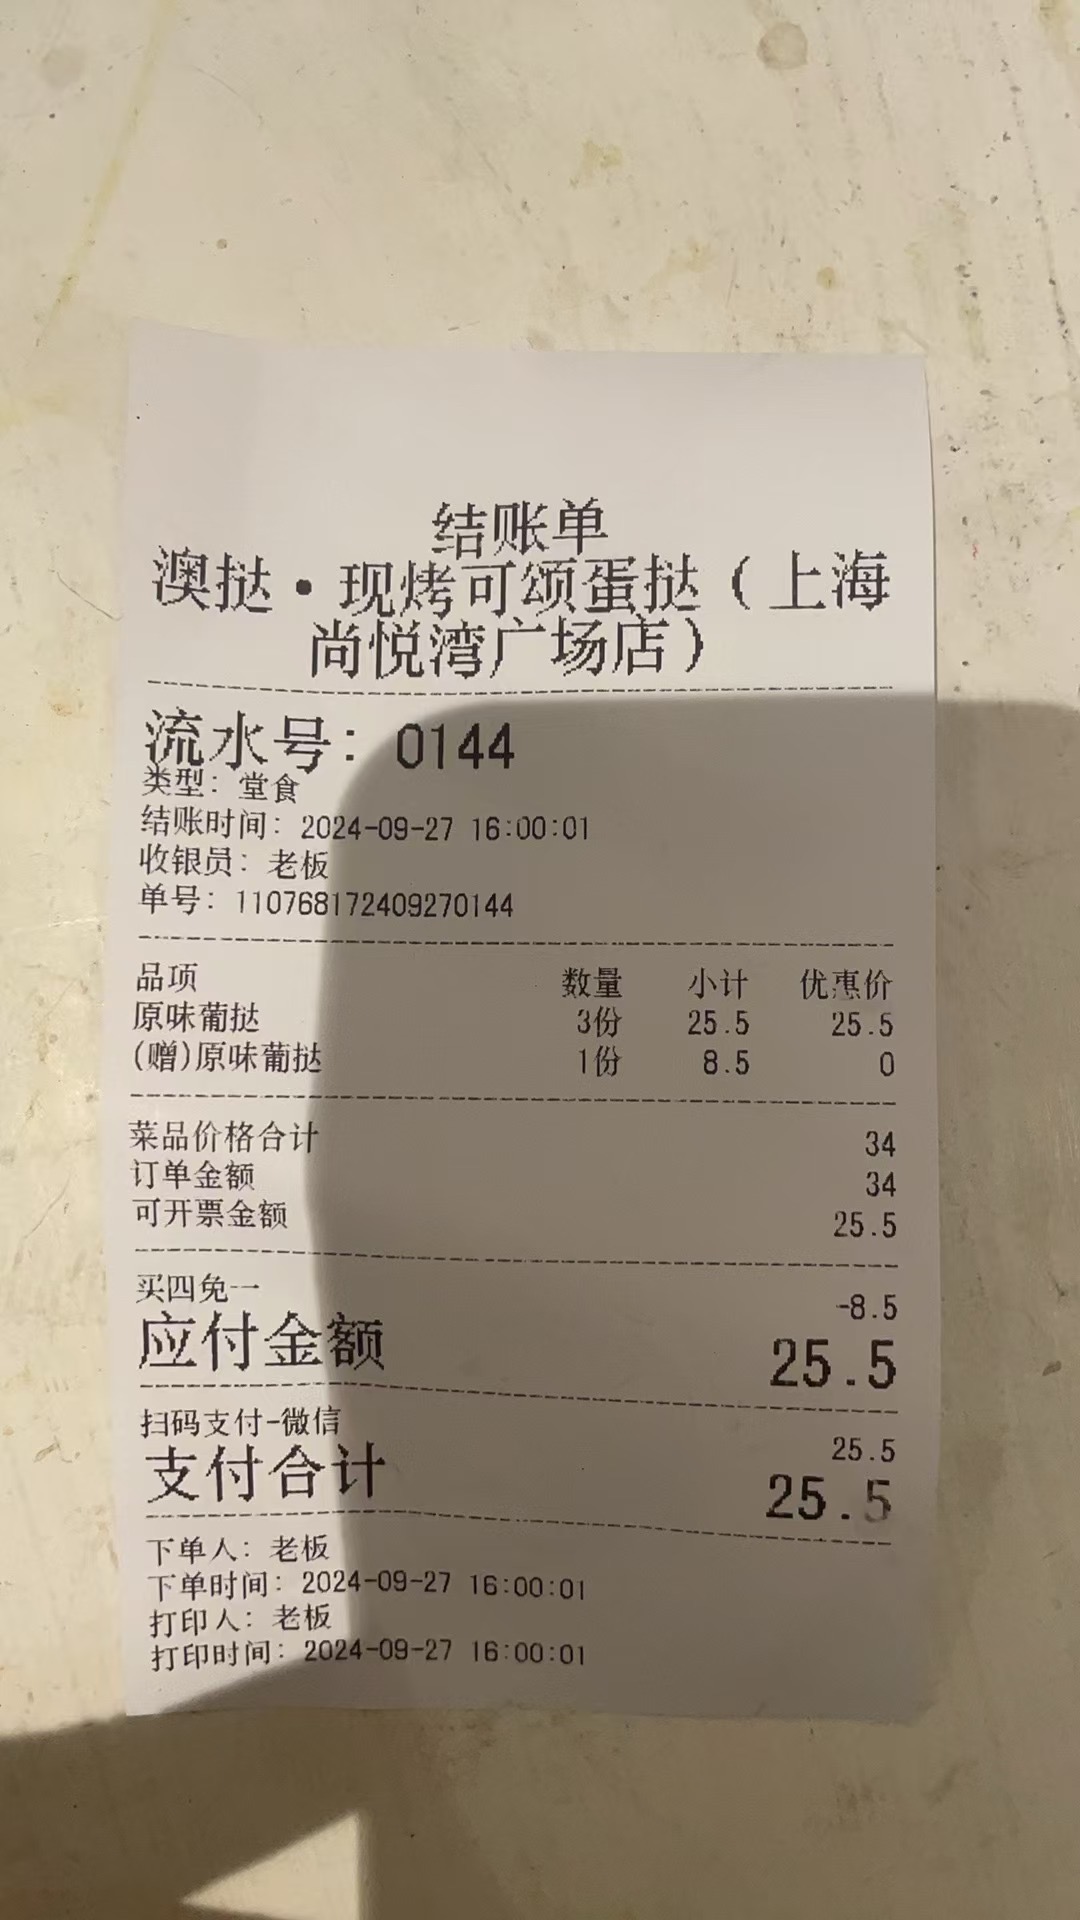 结账单
澳挞·现烤可颂蛋挞（上海
尚悦湾广场店）
流水号: 0144
类型: 堂食
结账时间: 2024-09-27 16:00:01
收银员: 老板
单号: 110768172409270144
品项 数量 小计 优惠价
原味葡挞 3份 25.5 25.5
(赠)原味葡挞 1份 8.5 0
菜品价格合计 34
订单金额 34
可开票金额 25.5
买四免一 -8.5
应付金额 25.5
扫码支付-微信 25.5
支付合计 25.5
下单人: 老板
下单时间: 2024-09-27 16:00:01
打印人: 老板
打印时间: 2024-09-27 16:00:01